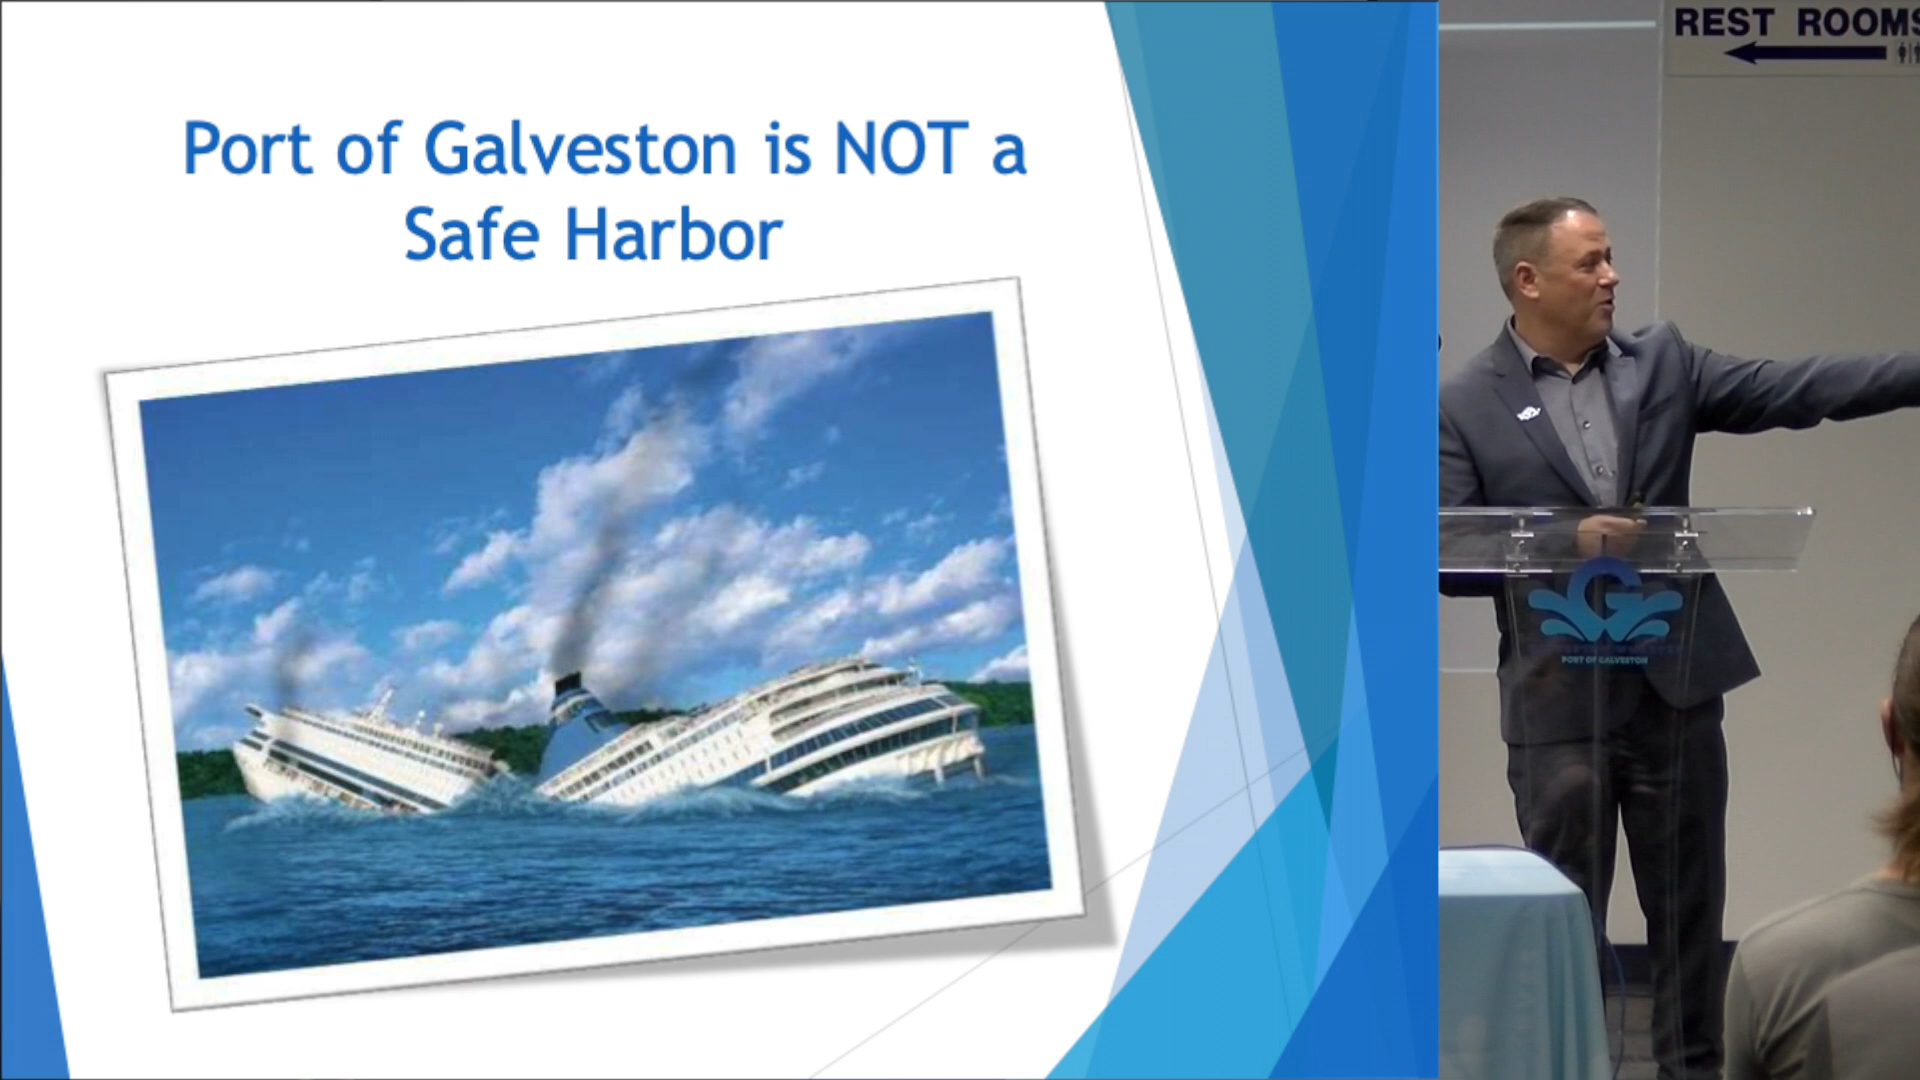 Port of Galveston is NOT a
Safe Harbor
REST ROOMS
PORT OF GALVESTON